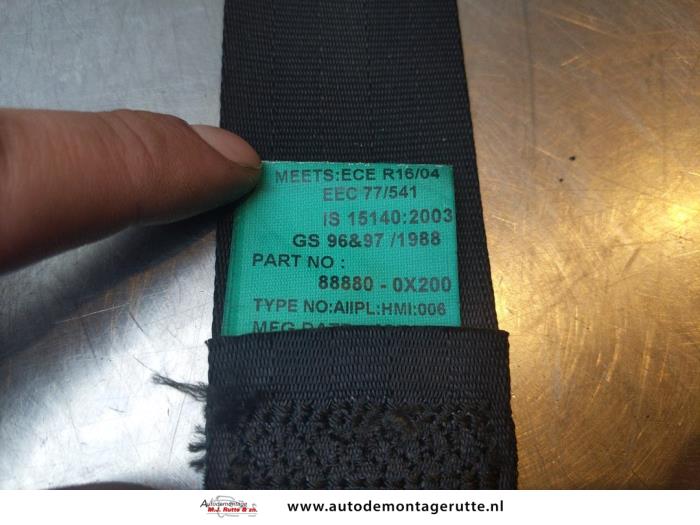 MEETS:ECE R16/04
EEC 77/541
IS 15140:2003
GS 96&97 /1988
PART NO :
88880 - 0X200
TYPE NO:AIIPL:HMI:006
Autodemontage
M.J. Rutte & zn.
www.autodemontagerutte.nl